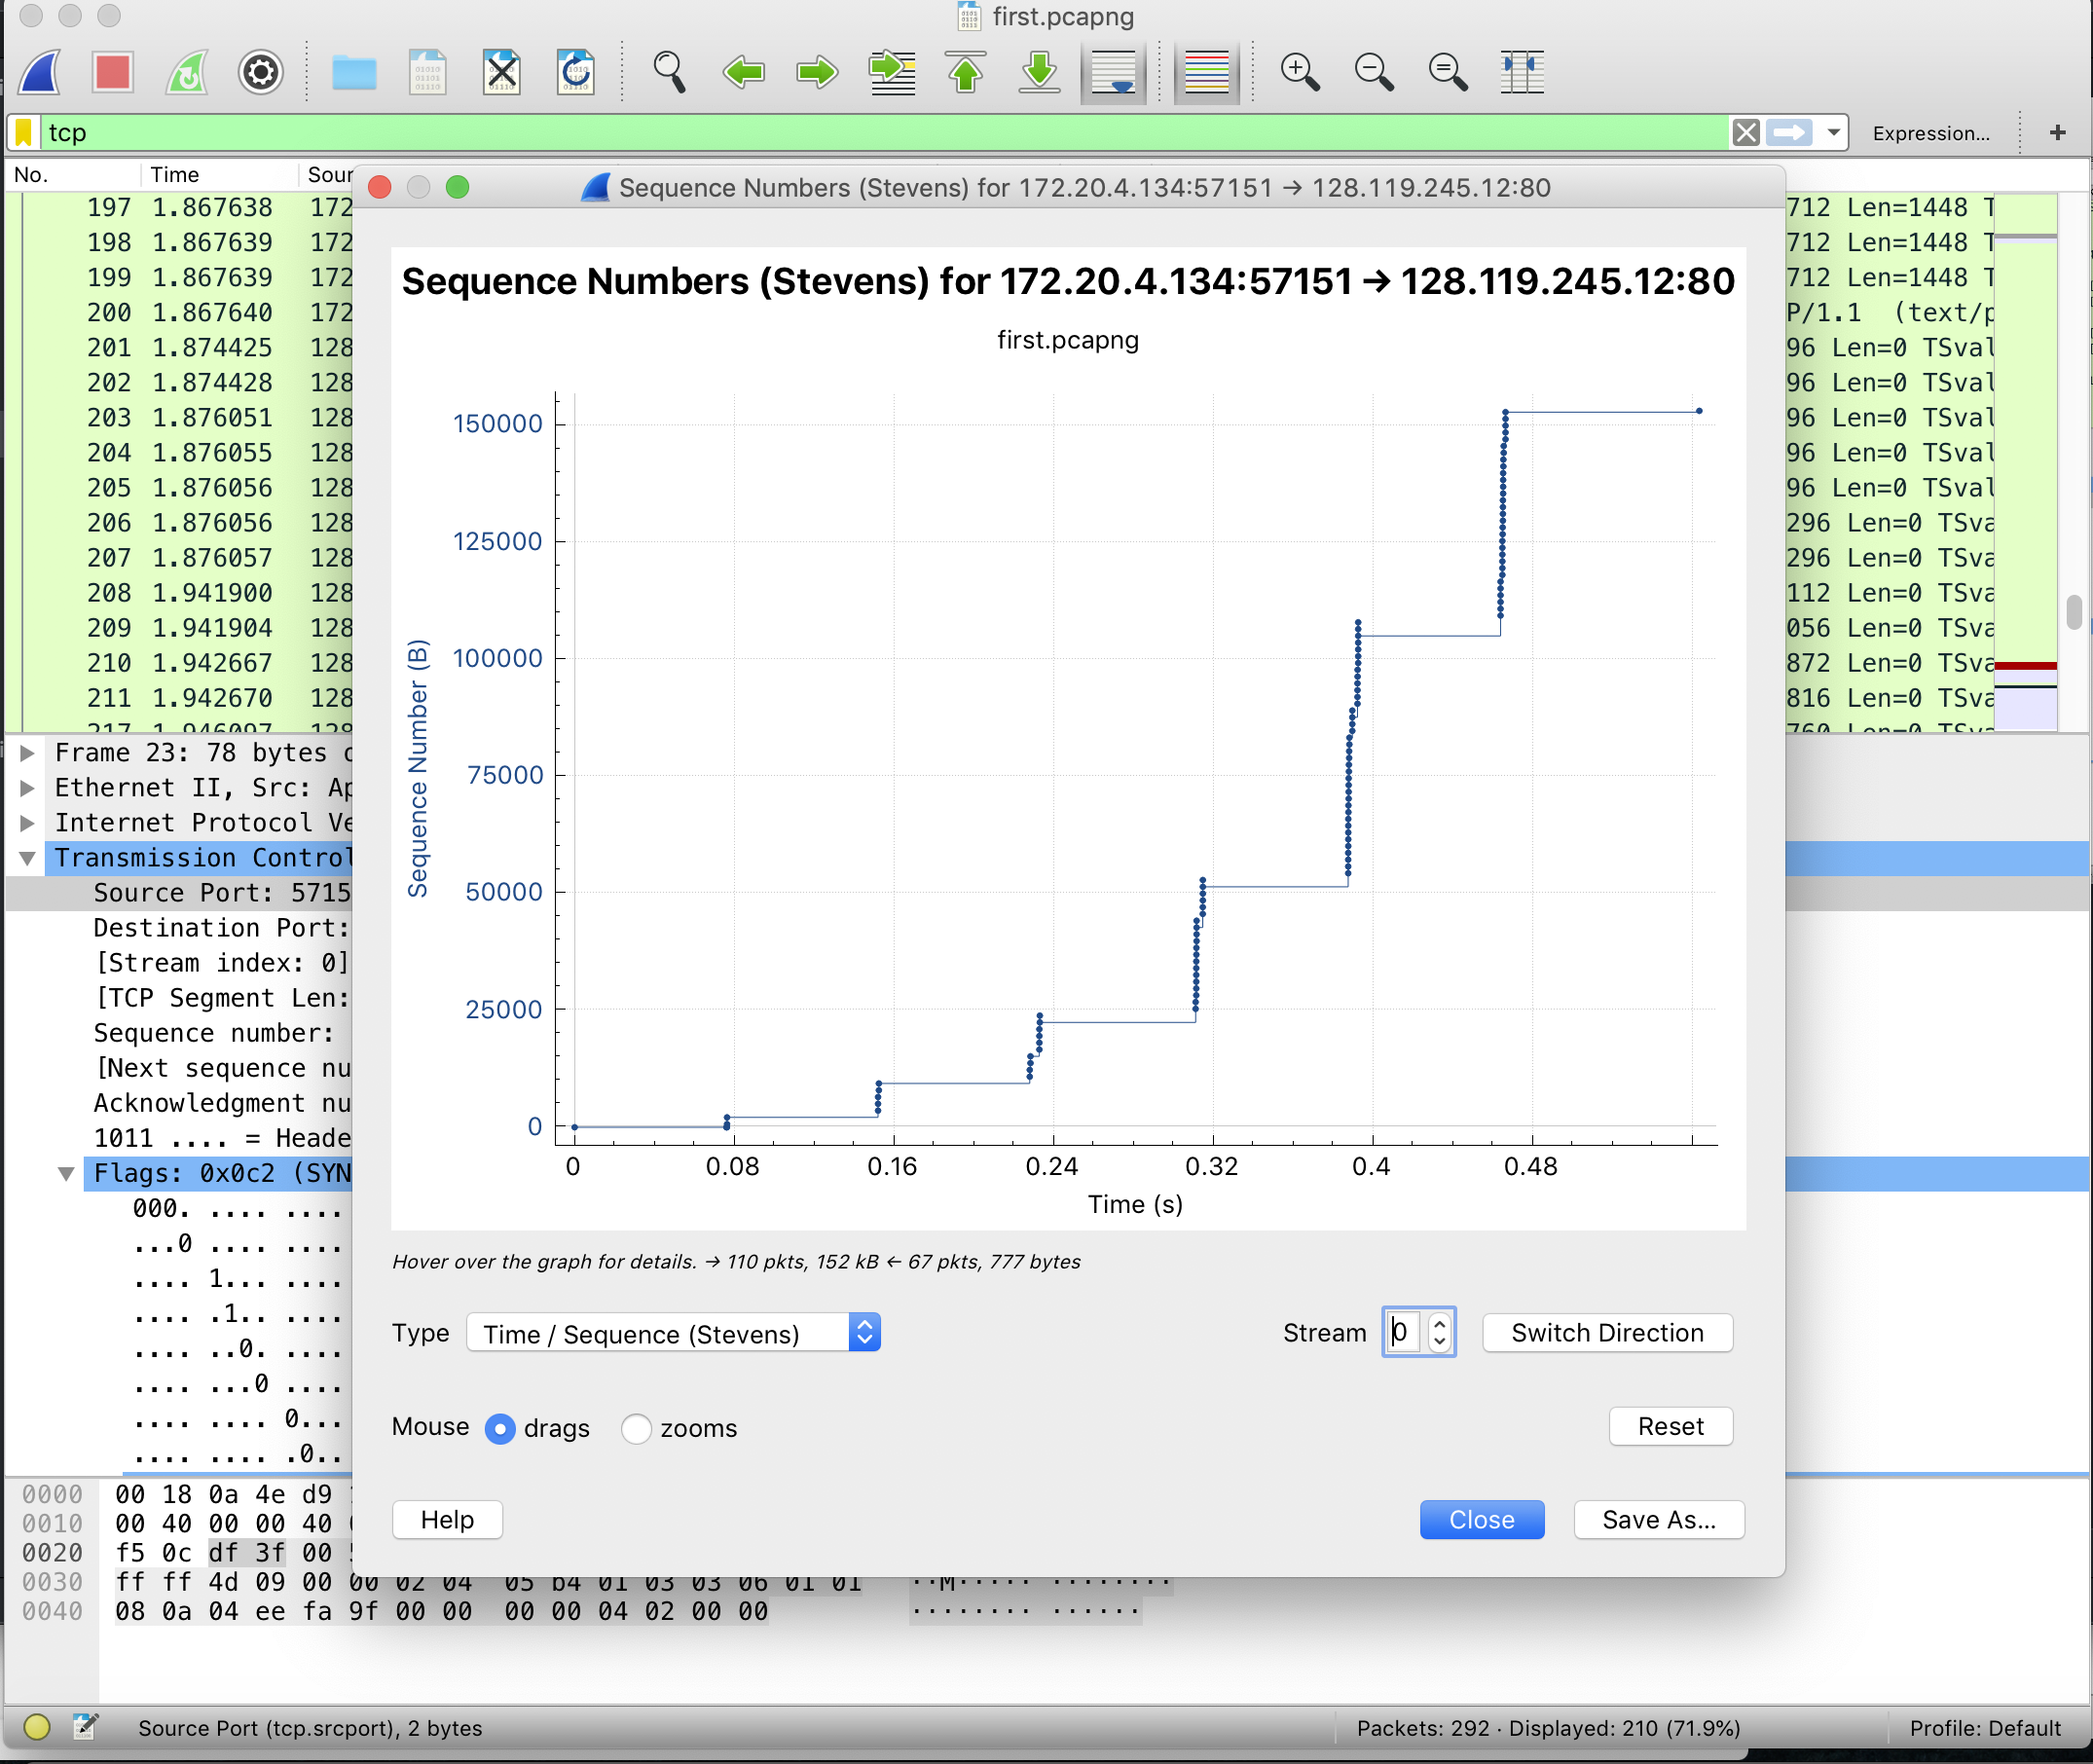 first.pcapng
tcp
Expression...
+
No. Time Sour
197 1.867638 172
198 1.867639 172
199 1.867639 172
200 1.867640 172
201 1.874425 128
202 1.874428 128
203 1.876051 128
204 1.876055 128
205 1.876056 128
206 1.876056 128
207 1.876057 128
208 1.941900 128
209 1.941904 128
210 1.942667 128
211 1.942670 128
712 Len=1448 T
712 Len=1448 T
712 Len=1448 T
P/1.1 (text/p
96 Len=0 TSval
96 Len=0 TSval
96 Len=0 TSval
96 Len=0 TSval
96 Len=0 TSval
296 Len=0 TSva
296 Len=0 TSva
112 Len=0 TSva
056 Len=0 TSva
872 Len=0 TSva
816 Len=0 TSva
Sequence Numbers (Stevens) for 172.20.4.134:57151 → 128.119.245.12:80
Sequence Numbers (Stevens) for 172.20.4.134:57151 → 128.119.245.12:80
first.pcapng
Sequence Number (B)
150000
125000
100000
75000
50000
25000
0
0 0.08 0.16 0.24 0.32 0.4 0.48
Time (s)
Hover over the graph for details. → 110 pkts, 152 kB ← 67 pkts, 777 bytes
Type Time / Sequence (Stevens) Stream 0 Switch Direction
Mouse drags zooms Reset
Help Close Save As...
Frame 23: 78 bytes o
Ethernet II, Src: Ap
Internet Protocol Ve
Transmission Control
Source Port: 5715
Destination Port:
[Stream index: 0]
[TCP Segment Len:
Sequence number:
[Next sequence nu
Acknowledgment nu
1011 .... = Heade
Flags: 0x0c2 (SYN
000. .... ....
...0 .... ....
.... 1... ....
.... .1.. ....
.... ..0. ....
.... ...0 ....
.... .... 0...
.... .... .0..
0000 00 18 0a 4e d9
0010 00 40 00 00 40
0020 f5 0c df 3f 00
0030 ff ff 4d 09 00 00 02 04 05 b4 01 03 03 06 01 01 ··M····· ········
0040 08 0a 04 ee fa 9f 00 00 00 00 04 02 00 00 ········ ······
Source Port (tcp.srcport), 2 bytes
Packets: 292 · Displayed: 210 (71.9%)
Profile: Default